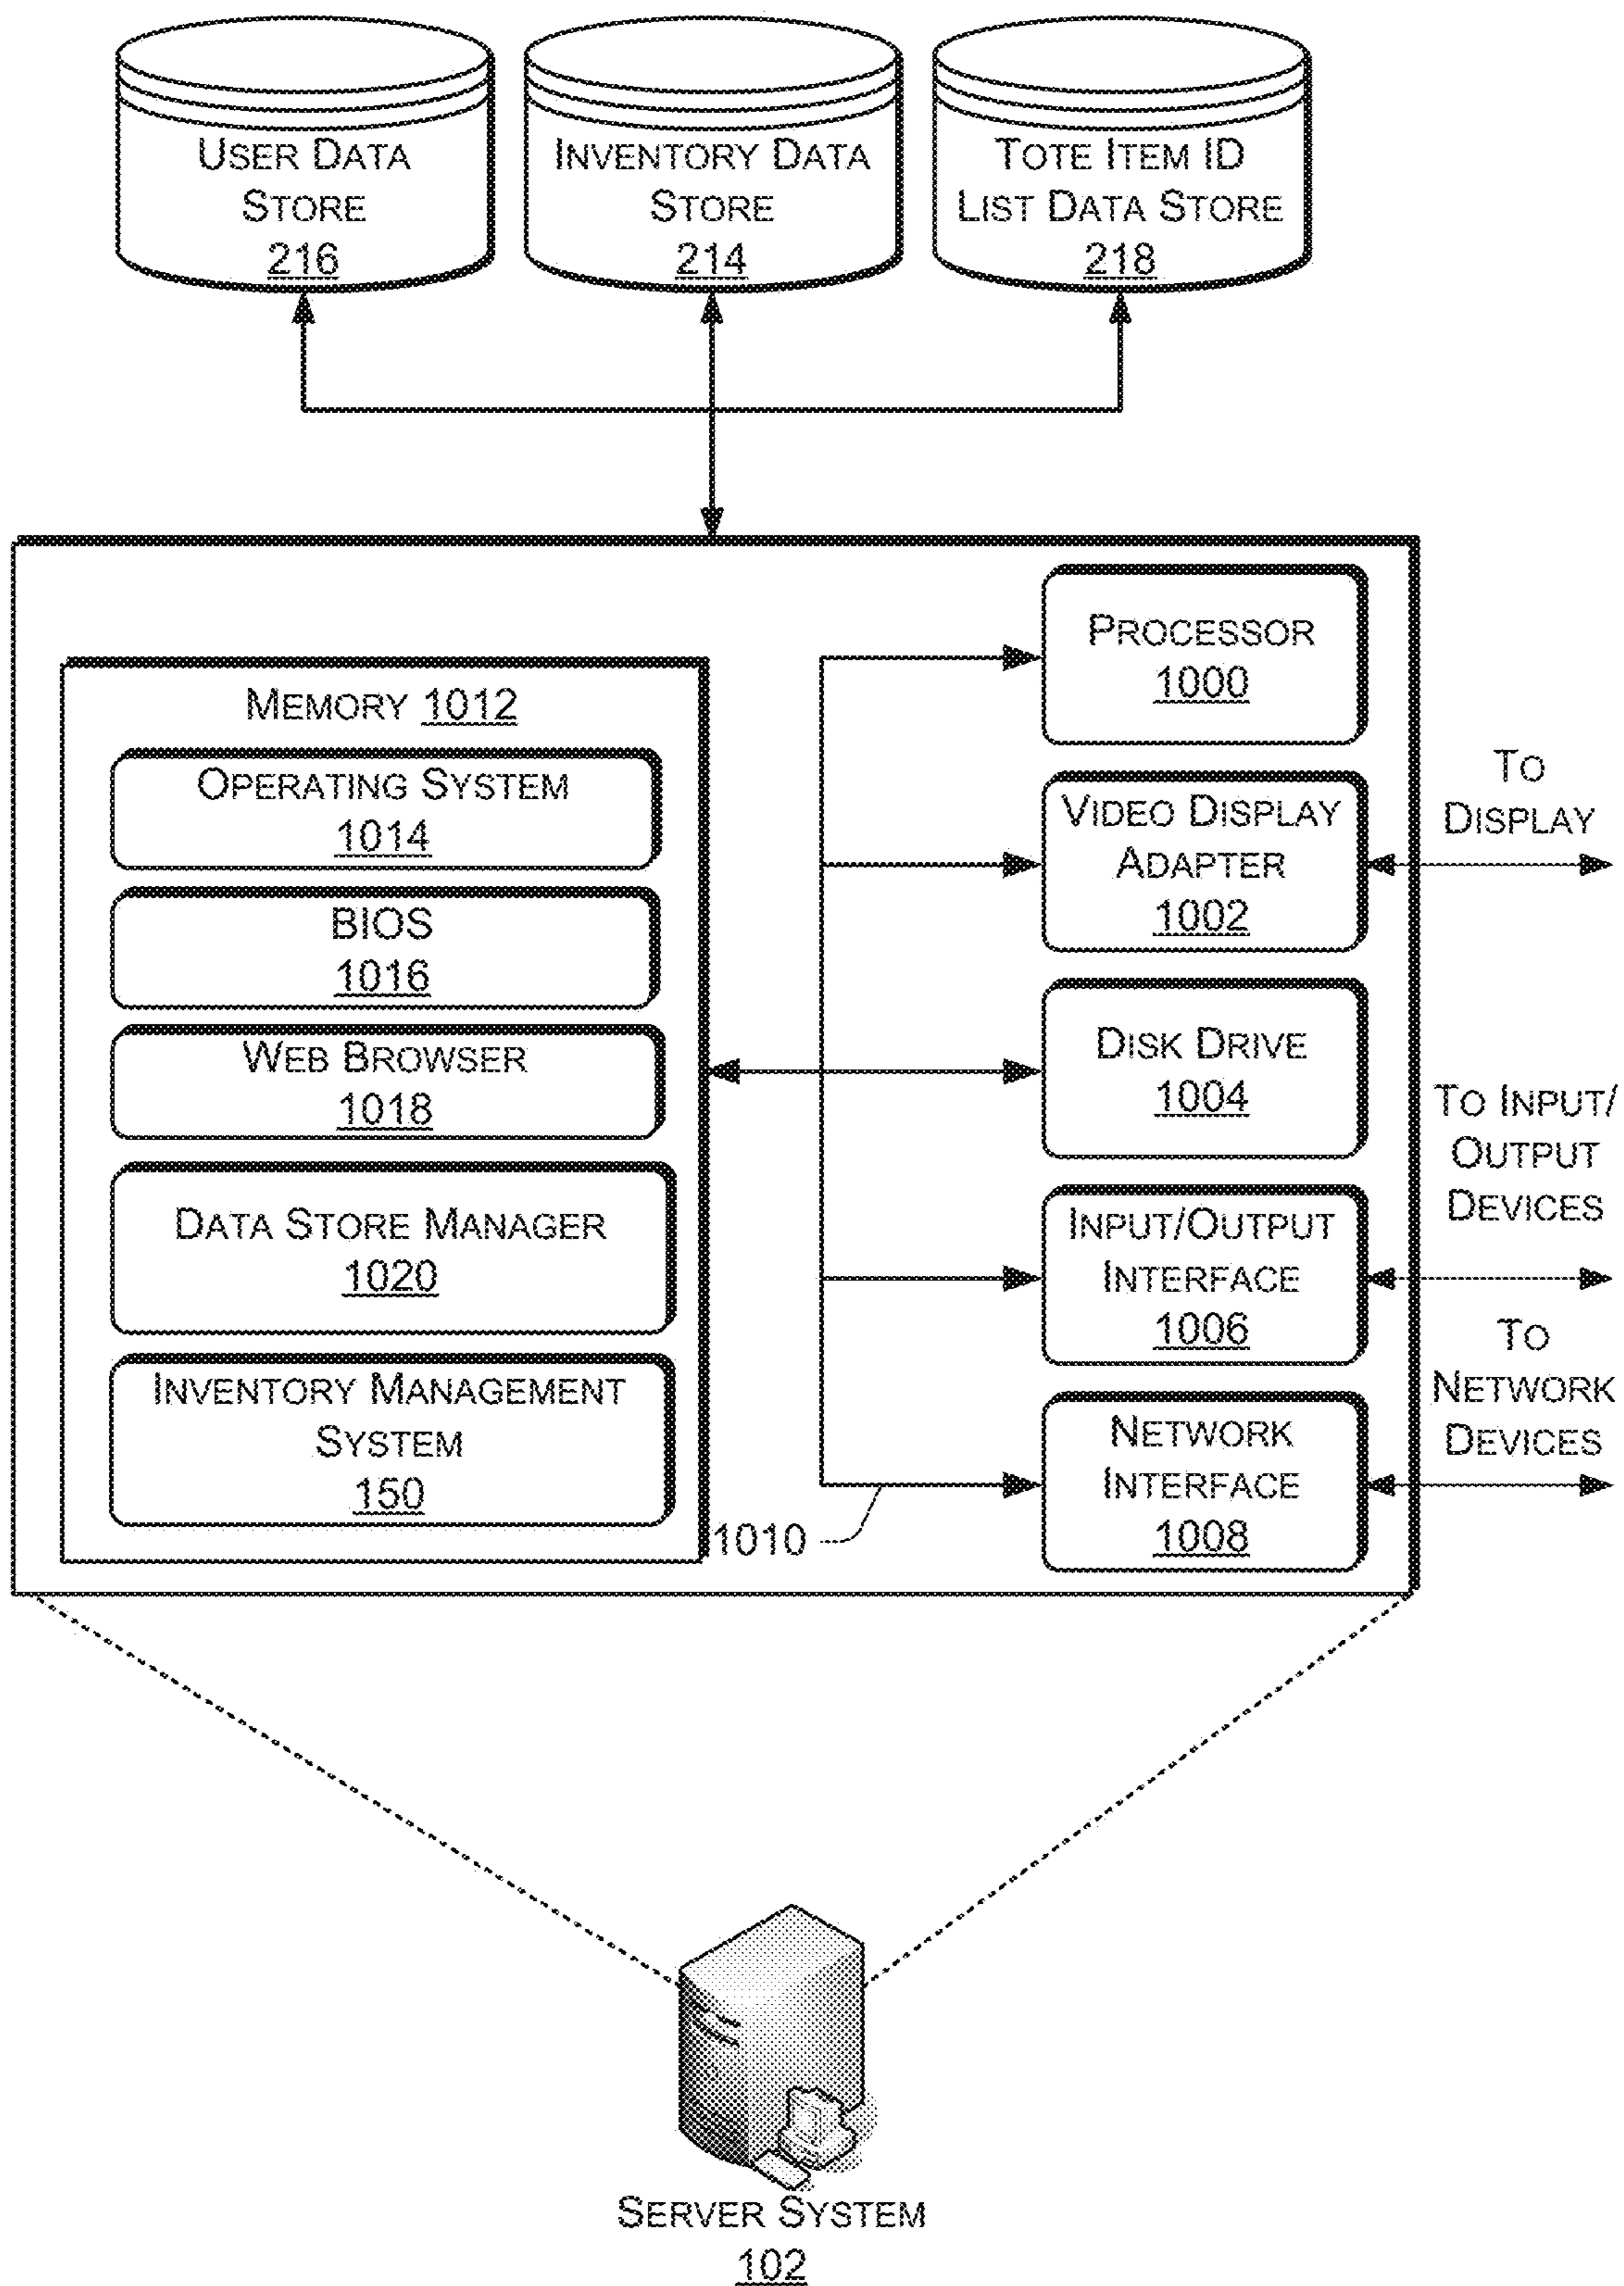 USER DATA
STORE
216
INVENTORY DATA
STORE
214
TOTE ITEM ID
LIST DATA STORE
218
MEMORY 1012
OPERATING SYSTEM
1014
BIOS
1016
WEB BROWSER
1018
DATA STORE MANAGER
1020
INVENTORY MANAGEMENT
SYSTEM
150
PROCESSOR
1000
VIDEO DISPLAY
ADAPTER
1002
DISK DRIVE
1004
INPUT/OUTPUT
INTERFACE
1006
NETWORK
INTERFACE
1008
1010
TO
DISPLAY
TO INPUT/
OUTPUT
DEVICES
TO
NETWORK
DEVICES
SERVER SYSTEM
102